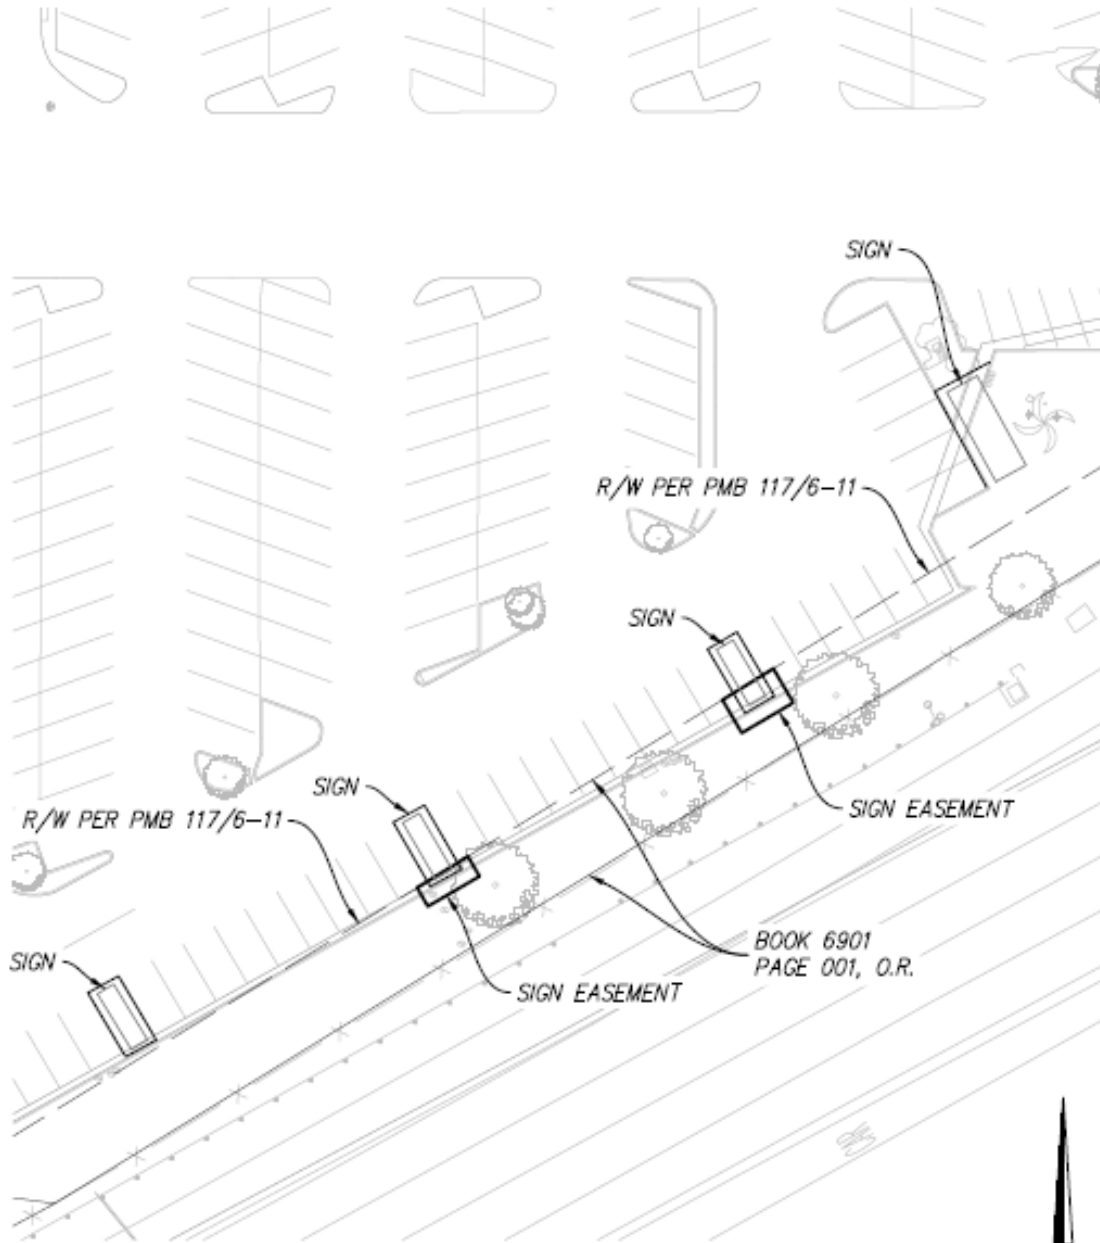 SIGN
R/W PER PMB 117/6-11
SIGN
SIGN
SIGN EASEMENT
R/W PER PMB 117/6-11
BOOK 6901
PAGE 001, O.R.
SIGN
SIGN EASEMENT